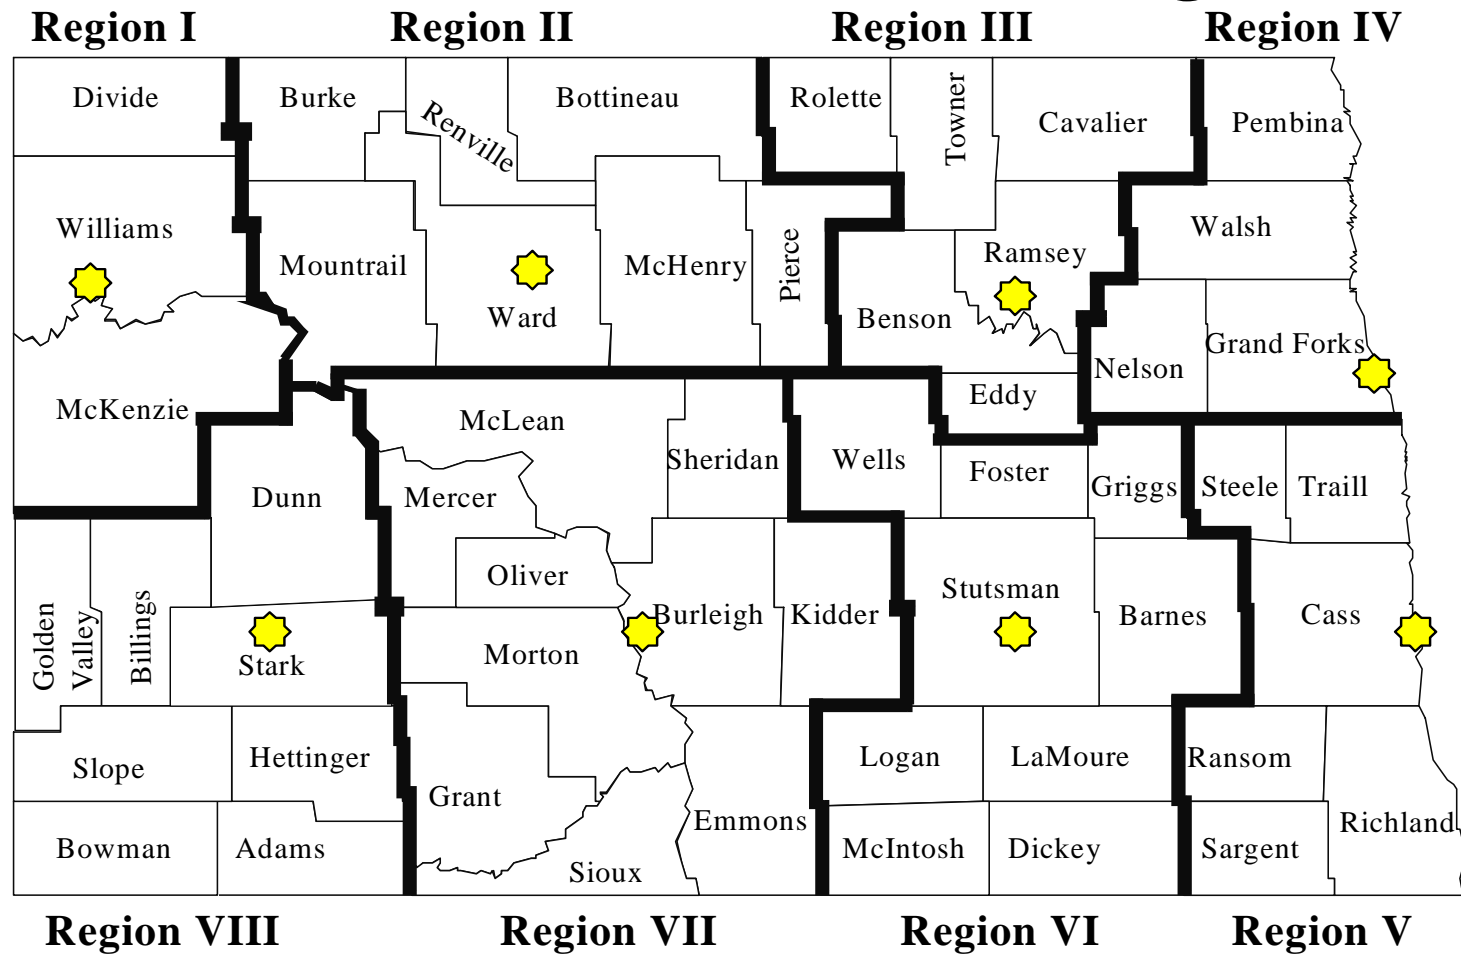 Region I
Region II
Region III
Region IV
Divide
Burke
Renville
Bottineau
Rolette
Towner
Cavalier
Pembina
Williams
Mountrail
Ward
McHenry
Pierce
Benson
Ramsey
Walsh
Grand Forks
Nelson
Eddy
McKenzie
McLean
Sheridan
Wells
Foster
Griggs
Steele
Traill
Dunn
Mercer
Oliver
Golden
Valley
Billings
Stark
Morton
Burleigh
Kidder
Stutsman
Barnes
Cass
Slope
Hettinger
Grant
Emmons
Logan
LaMoure
Ransom
Richland
Bowman
Adams
Sioux
McIntosh
Dickey
Sargent
Region VIII
Region VII
Region VI
Region V